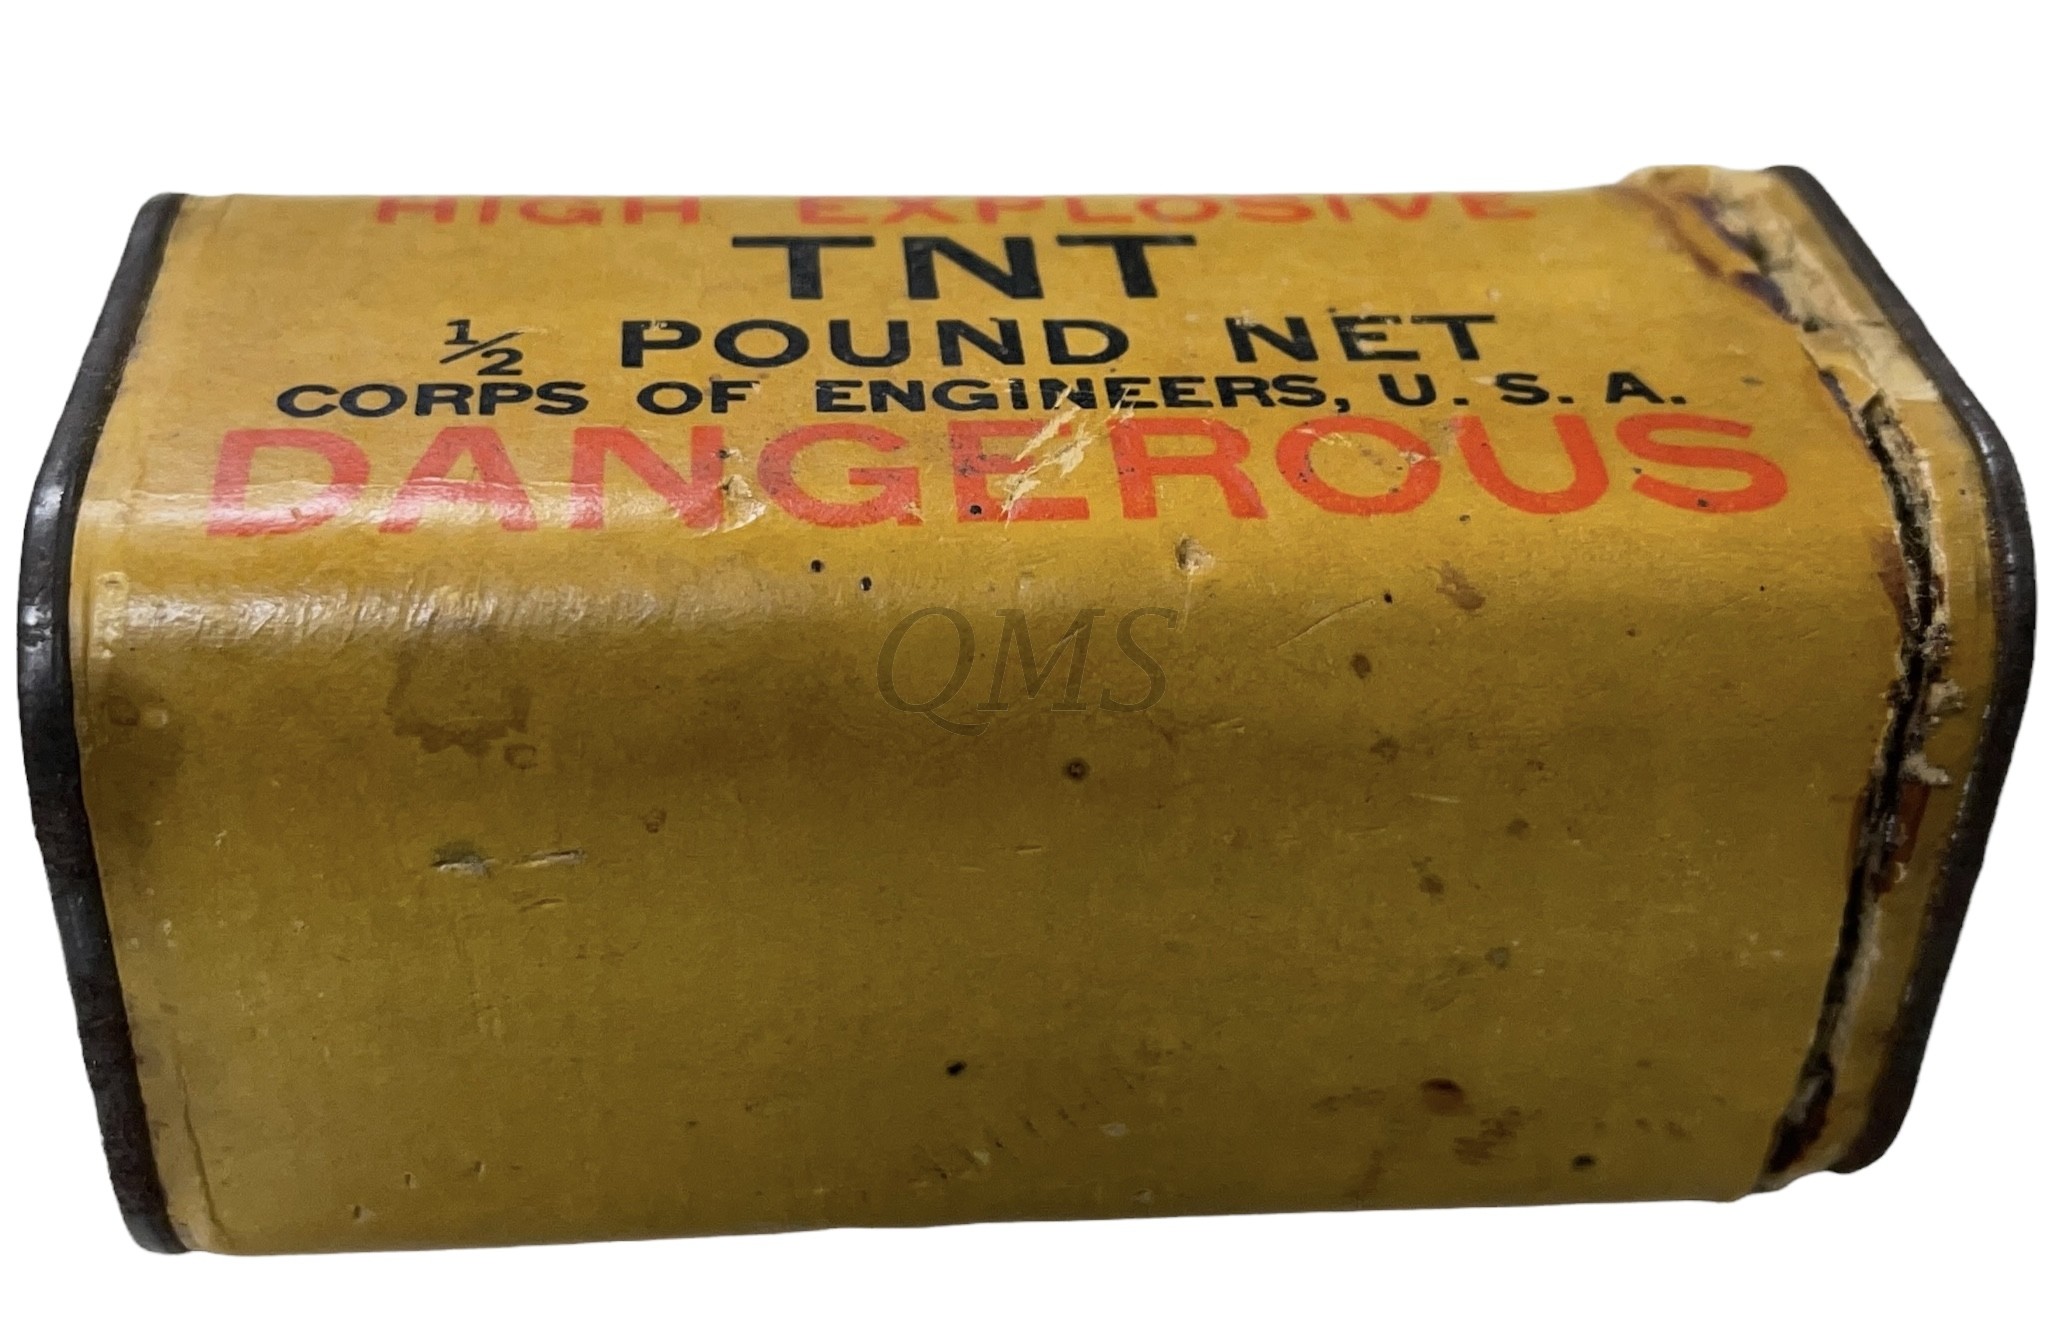 HIGH EXPLOSIVE
TNT
½ POUND NET
CORPS OF ENGINEERS, U. S. A.
DANGEROUS
QMS